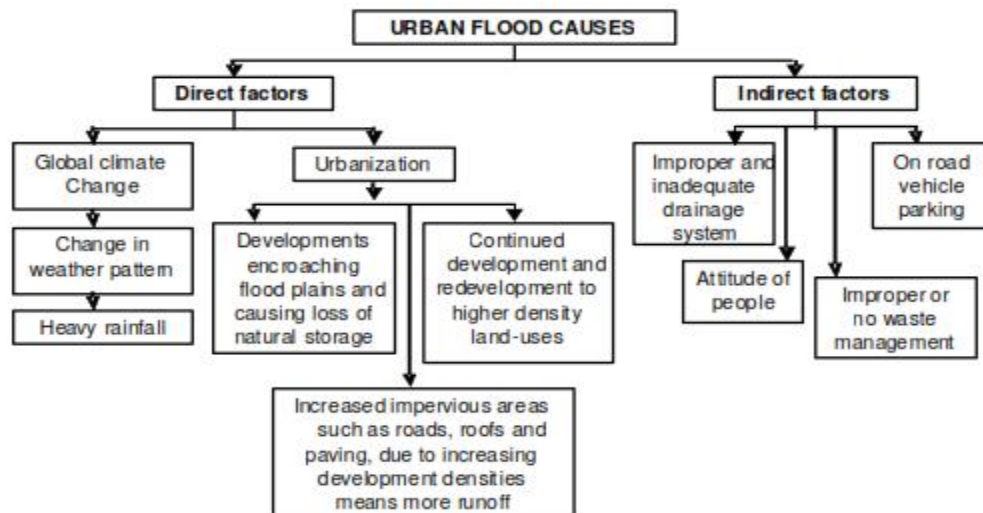 URBAN FLOOD CAUSES
Direct factors
Indirect factors
Global climate
Change
Urbanization
Improper and
inadequate
drainage
system
On road
vehicle
parking
Change in
weather pattern
Developments
encroaching
flood plains and
causing loss of
natural storage
Continued
development and
redevelopment to
higher density
land-uses
Attitude of
people
Improper or
no waste
management
Heavy rainfall
Increased impervious areas
such as roads, roofs and
paving, due to increasing
development densities
means more runoff